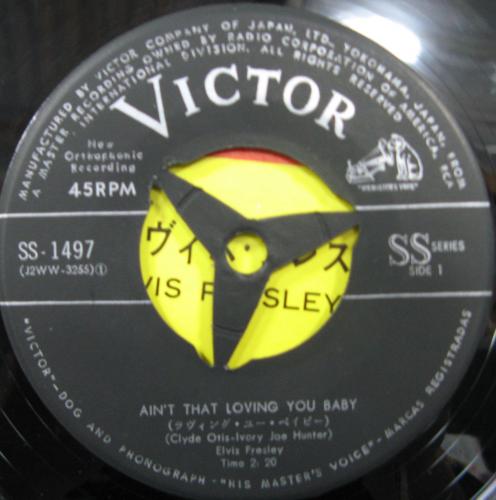 MANUFACTURED BY VICTOR COMPANY OF JAPAN, LTD. YOKOHAMA, JAPAN, FROM
A MASTER RECORDING OWNED BY RADIO CORPORATION OF AMERICA, RCA
INTERNATIONAL DIVISION. ALL RIGHTS RESERVED
VICTOR
New
Orthophonic
Recording
45RPM
"HIS MASTER'S VOICE"
SS-1497
(J2WW-3255)①
SS SERIES
SIDE 1
VIS P SLEY
AIN'T THAT LOVING YOU BABY
(ラヴィング・ユー・ベイビー)
(Clyde Otis-Ivory Joe Hunter)
Elvis Presley
Time 2: 20
"VICTOR"-DOG AND PHONOGRAPH-"HIS MASTER'S VOICE"-MARCAS REGISTRADAS